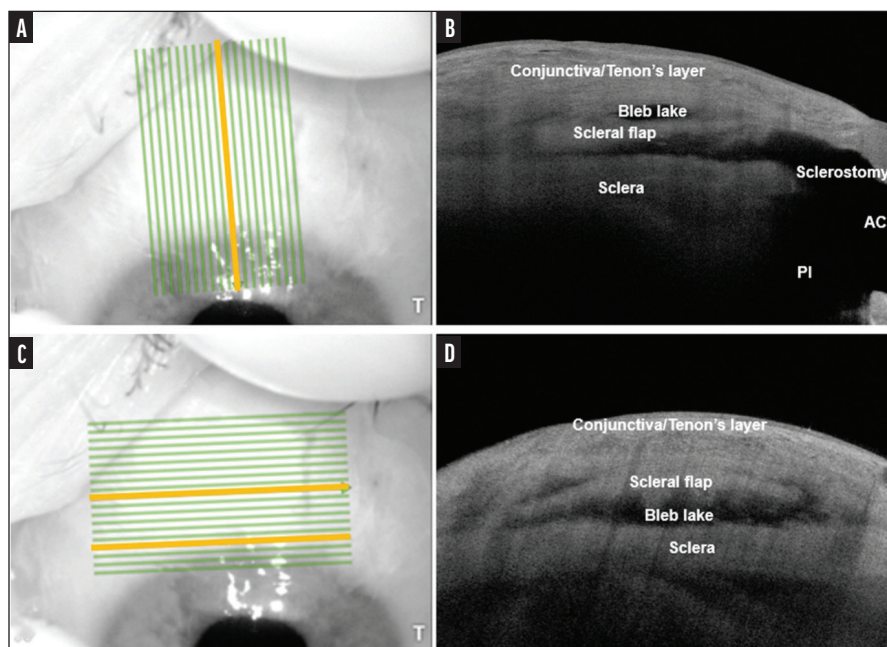 A
T
B
Conjunctiva/Tenon's layer
Bleb lake
Scleral flap
Sclerostomy
Sclera
AC
PI
C
T
D
Conjunctiva/Tenon's layer
Scleral flap
Bleb lake
Sclera